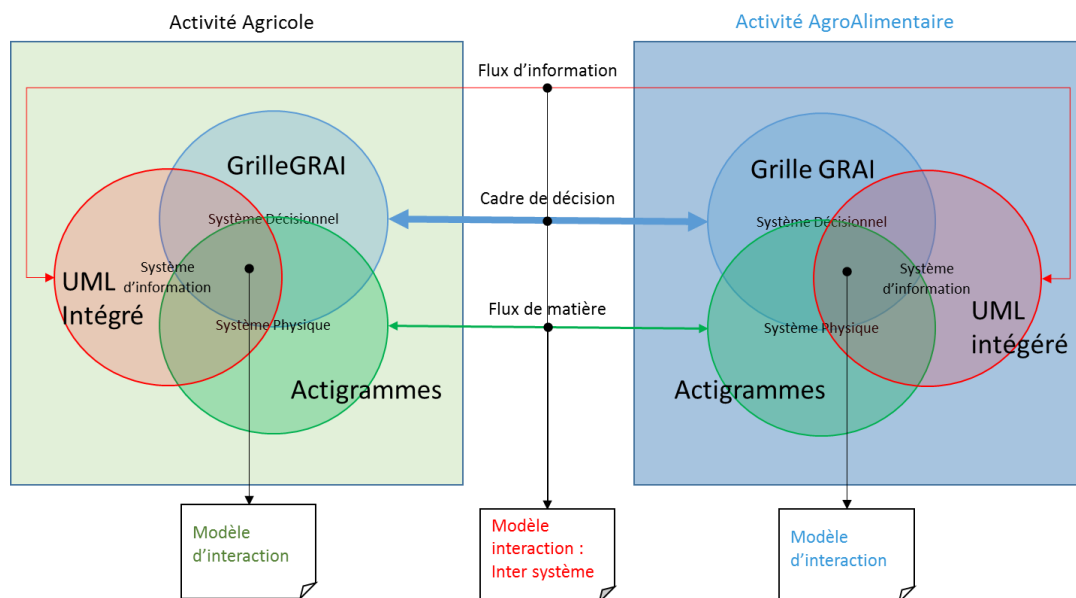 Activité Agricole
Activité AgroAlimentaire
Flux d’information
GrilleGRAI
Grille GRAI
Cadre de décision
Système Décisionnel
Système Décisionnel
UML
Intégré
Système
d’information
Système
d’information
UML
intégéré
Flux de matière
Système Physique
Système Physique
Actigrammes
Actigrammes
Modèle
d’interaction
Modèle
interaction :
Inter système
Modèle
d’interaction